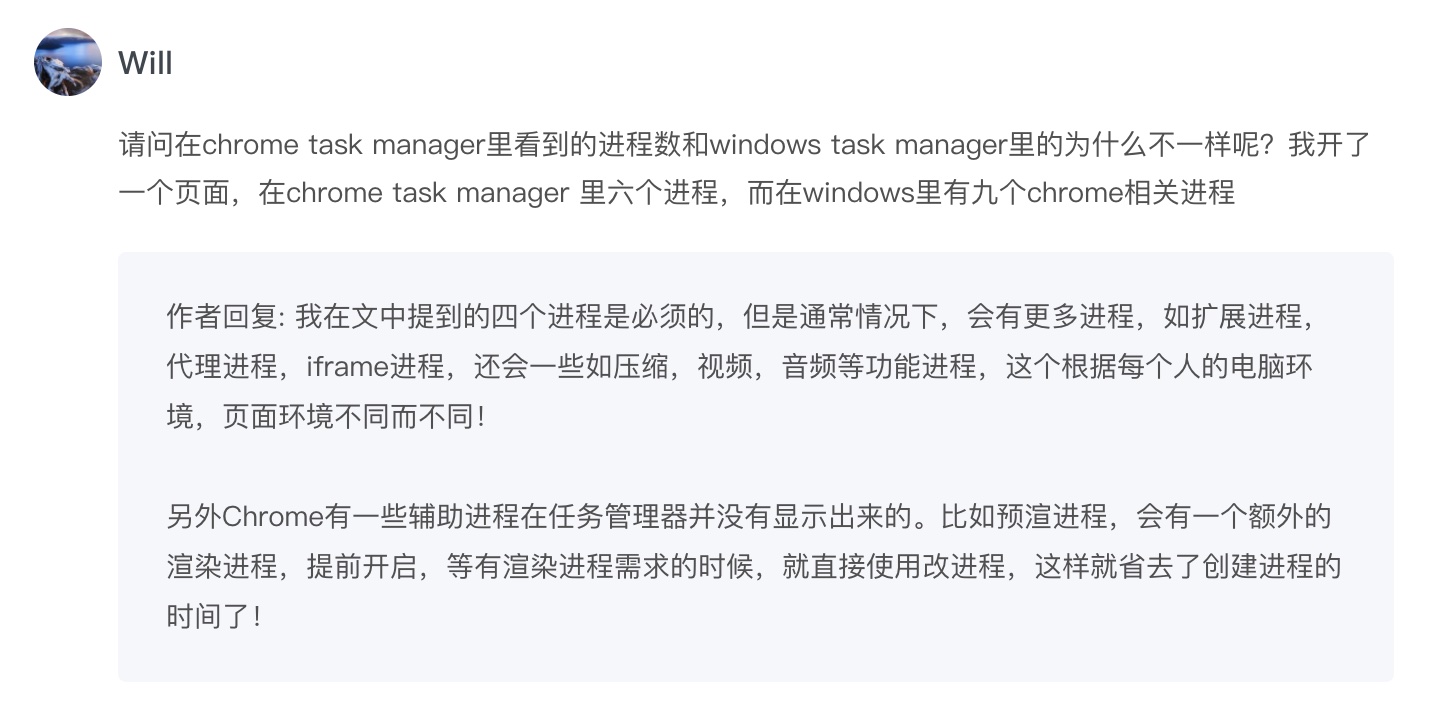 Will
请问在chrome task manager里看到的进程数和windows task manager里的为什么不一样呢？我开了
一个页面，在chrome task manager 里六个进程，而在windows里有九个chrome相关进程
作者回复: 我在文中提到的四个进程是必须的，但是通常情况下，会有更多进程，如扩展进程，
代理进程，iframe进程，还会一些如压缩，视频，音频等功能进程，这个根据每个人的电脑环
境，页面环境不同而不同！
另外Chrome有一些辅助进程在任务管理器并没有显示出来的。比如预渲进程，会有一个额外的
渲染进程，提前开启，等有渲染进程需求的时候，就直接使用改进程，这样就省去了创建进程的
时间了！